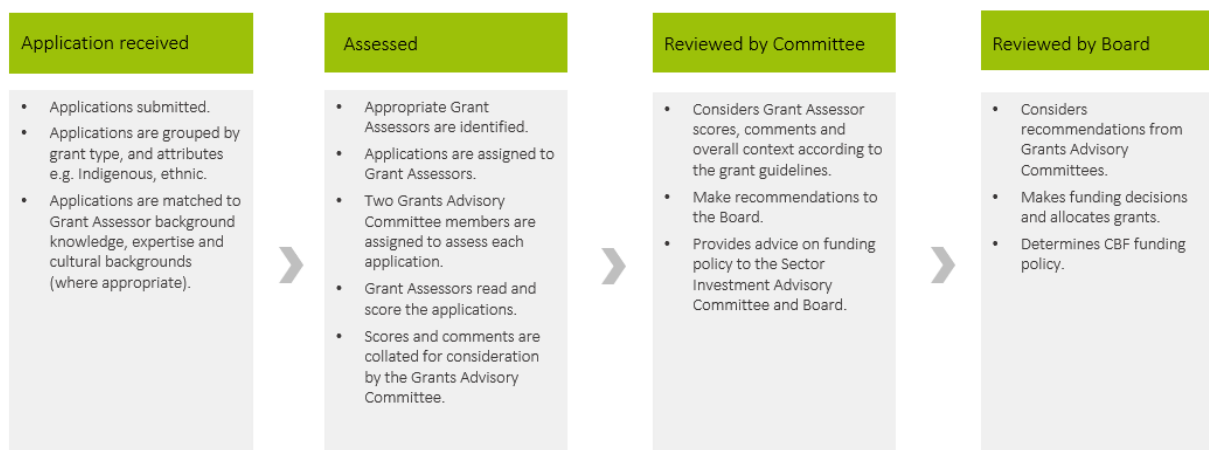 Application received
• Applications submitted.
• Applications are grouped by
grant type, and attributes
e.g. Indigenous, ethnic.
• Applications are matched to
Grant Assessor background
knowledge, expertise and
cultural backgrounds
(where appropriate).
Assessed
• Appropriate Grant
Assessors are identified.
• Applications are assigned to
Grant Assessors.
• Two Grants Advisory
Committee members are
assigned to assess each
application.
• Grant Assessors read and
score the applications.
• Scores and comments are
collated for consideration
by the Grants Advisory
Committee.
Reviewed by Committee
• Considers Grant Assessor
scores, comments and
overall context according to
the grant guidelines.
• Make recommendations to
the Board.
• Provides advice on funding
policy to the Sector
Investment Advisory
Committee and Board.
Reviewed by Board
• Considers
recommendations from
Grants Advisory
Committees.
• Makes funding decisions
and allocates grants.
• Determines CBF funding
policy.